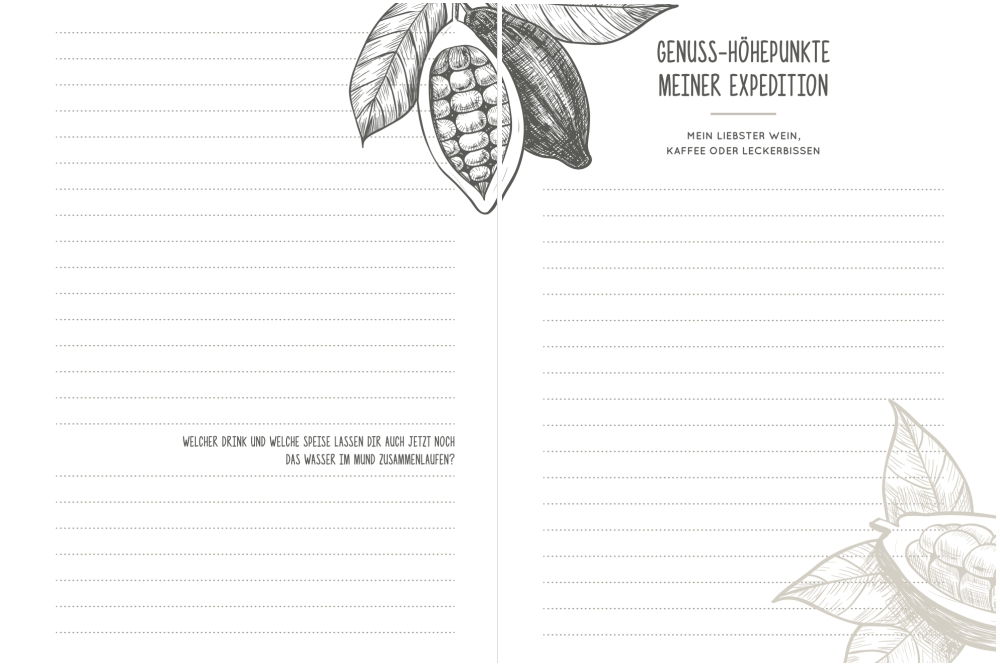 WELCHER DRINK UND WELCHE SPEISE LASSEN DIR AUCH JETZT NOCH
DAS WASSER IM MUND ZUSAMMENLAUFEN?
GENUSS-HÖHEPUNKTE
MEINER EXPEDITION
MEIN LIEBSTER WEIN,
KAFFEE ODER LECKERBISSEN